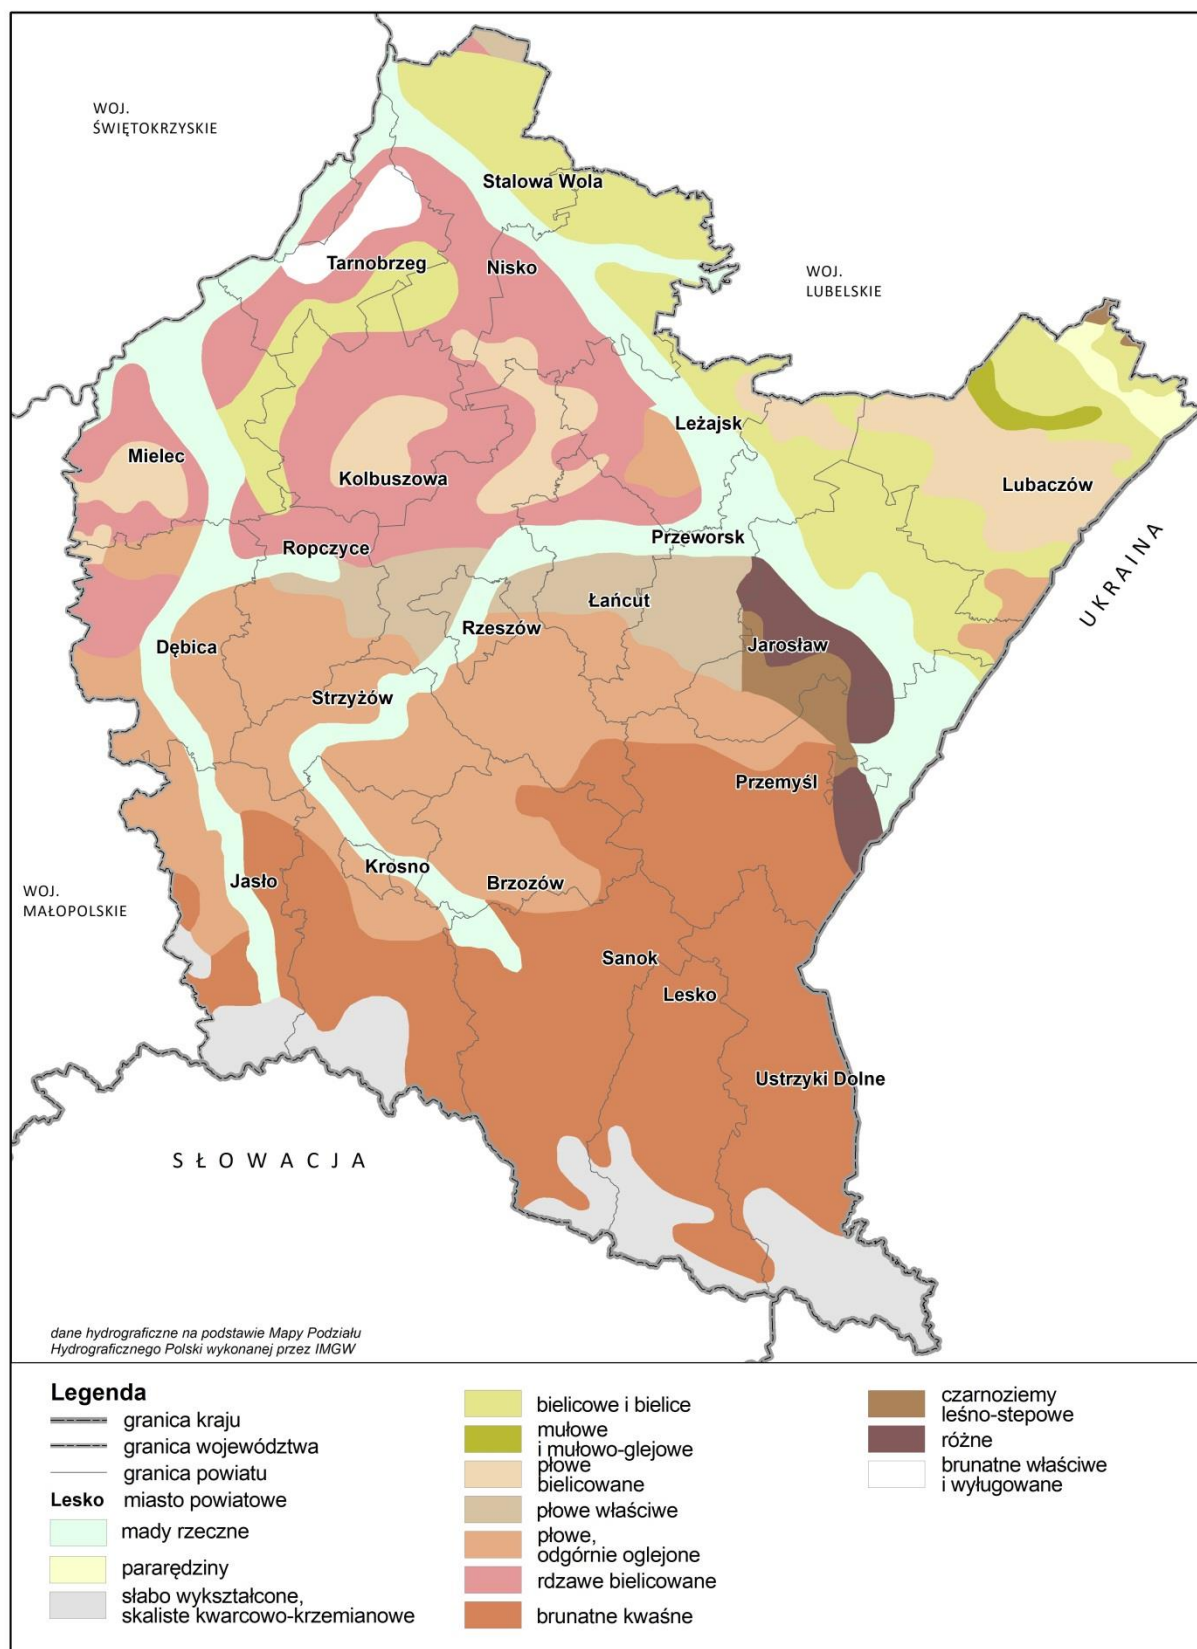 WOJ.
ŚWIĘTOKRZYSKIE
Stalowa Wola
Tarnobrzeg
Nisko
WOJ.
LUBELSKIE
Leżajsk
Mielec
Kolbuszowa
Lubaczów
Przeworsk
Ropczyce
UKRAINA
Łańcut
Rzeszów
Dębica
Jarosław
Strzyżów
Przemyśl
Krosno
Jasło
Brzozów
WOJ.
MAŁOPOLSKIE
Sanok
Lesko
Ustrzyki Dolne
SŁOWACJA
dane hydrograficzne na podstawie Mapy Podziału
Hydrograficznego Polski wykonanej przez IMGW
Legenda
granica kraju
granica województwa
granica powiatu
Lesko miasto powiatowe
mady rzeczne
pararędziny
słabo wykształcone,
skaliste kwarcowo-krzemianowe
bielicowe i bielice
mułowe
i mułowo-glejowe
płowe
bielicowane
płowe właściwe
płowe,
odgórnie oglejone
rdzawe bielicowane
brunatne kwaśne
czarnoziemy
leśno-stepowe
różne
brunatne właściwe
i wyługowane